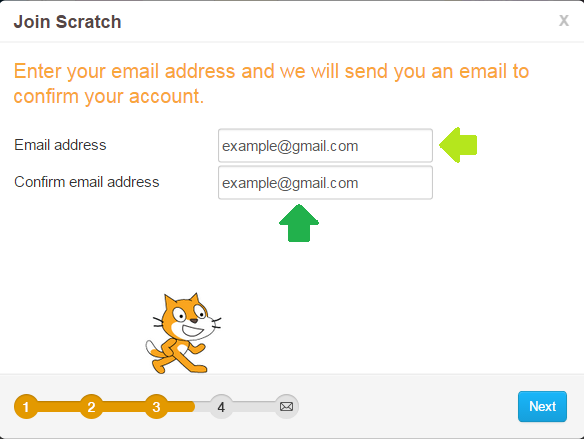 Join Scratch x
Enter your email address and we will send you an email to
confirm your account.
Email address example@gmail.com
Confirm email address example@gmail.com
1 2 3 4 Next